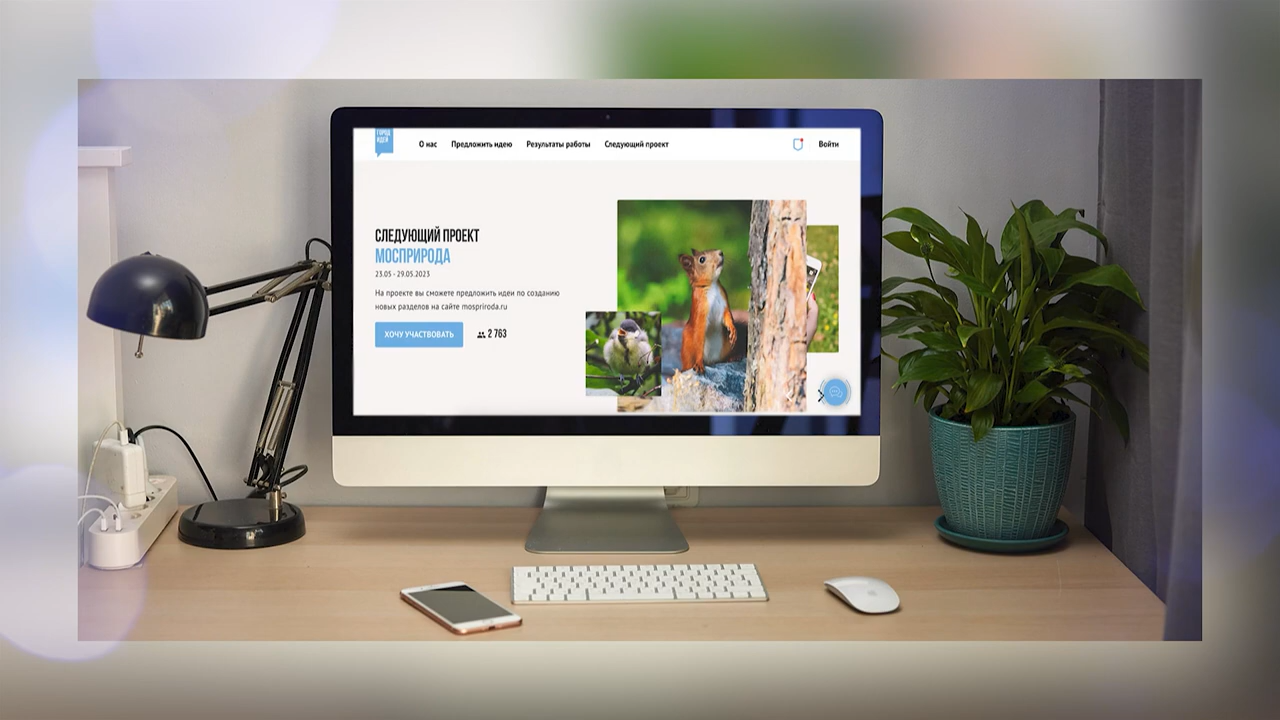 ГОРОД
ИДЕЙ
О нас Предложить идею Результаты работы Следующий проект Войти
СЛЕДУЮЩИЙ ПРОЕКТ
МОСПРИРОДА
23.05 - 29.05.2023
На проекте вы сможете предложить идеи по созданию
новых разделов на сайте mospriroda.ru
ХОЧУ УЧАСТВОВАТЬ 2 763